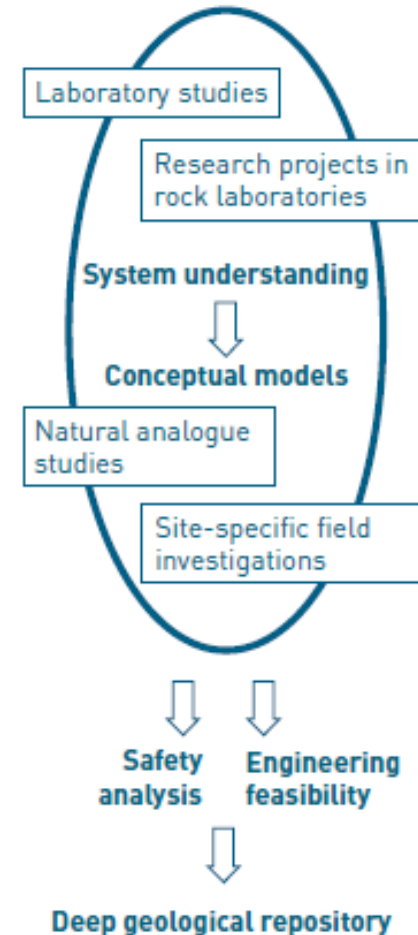 Laboratory studies
Research projects in
rock laboratories
System understanding
Conceptual models
Natural analogue
studies
Site-specific field
investigations
Safety
analysis
Engineering
feasibility
Deep geological repository